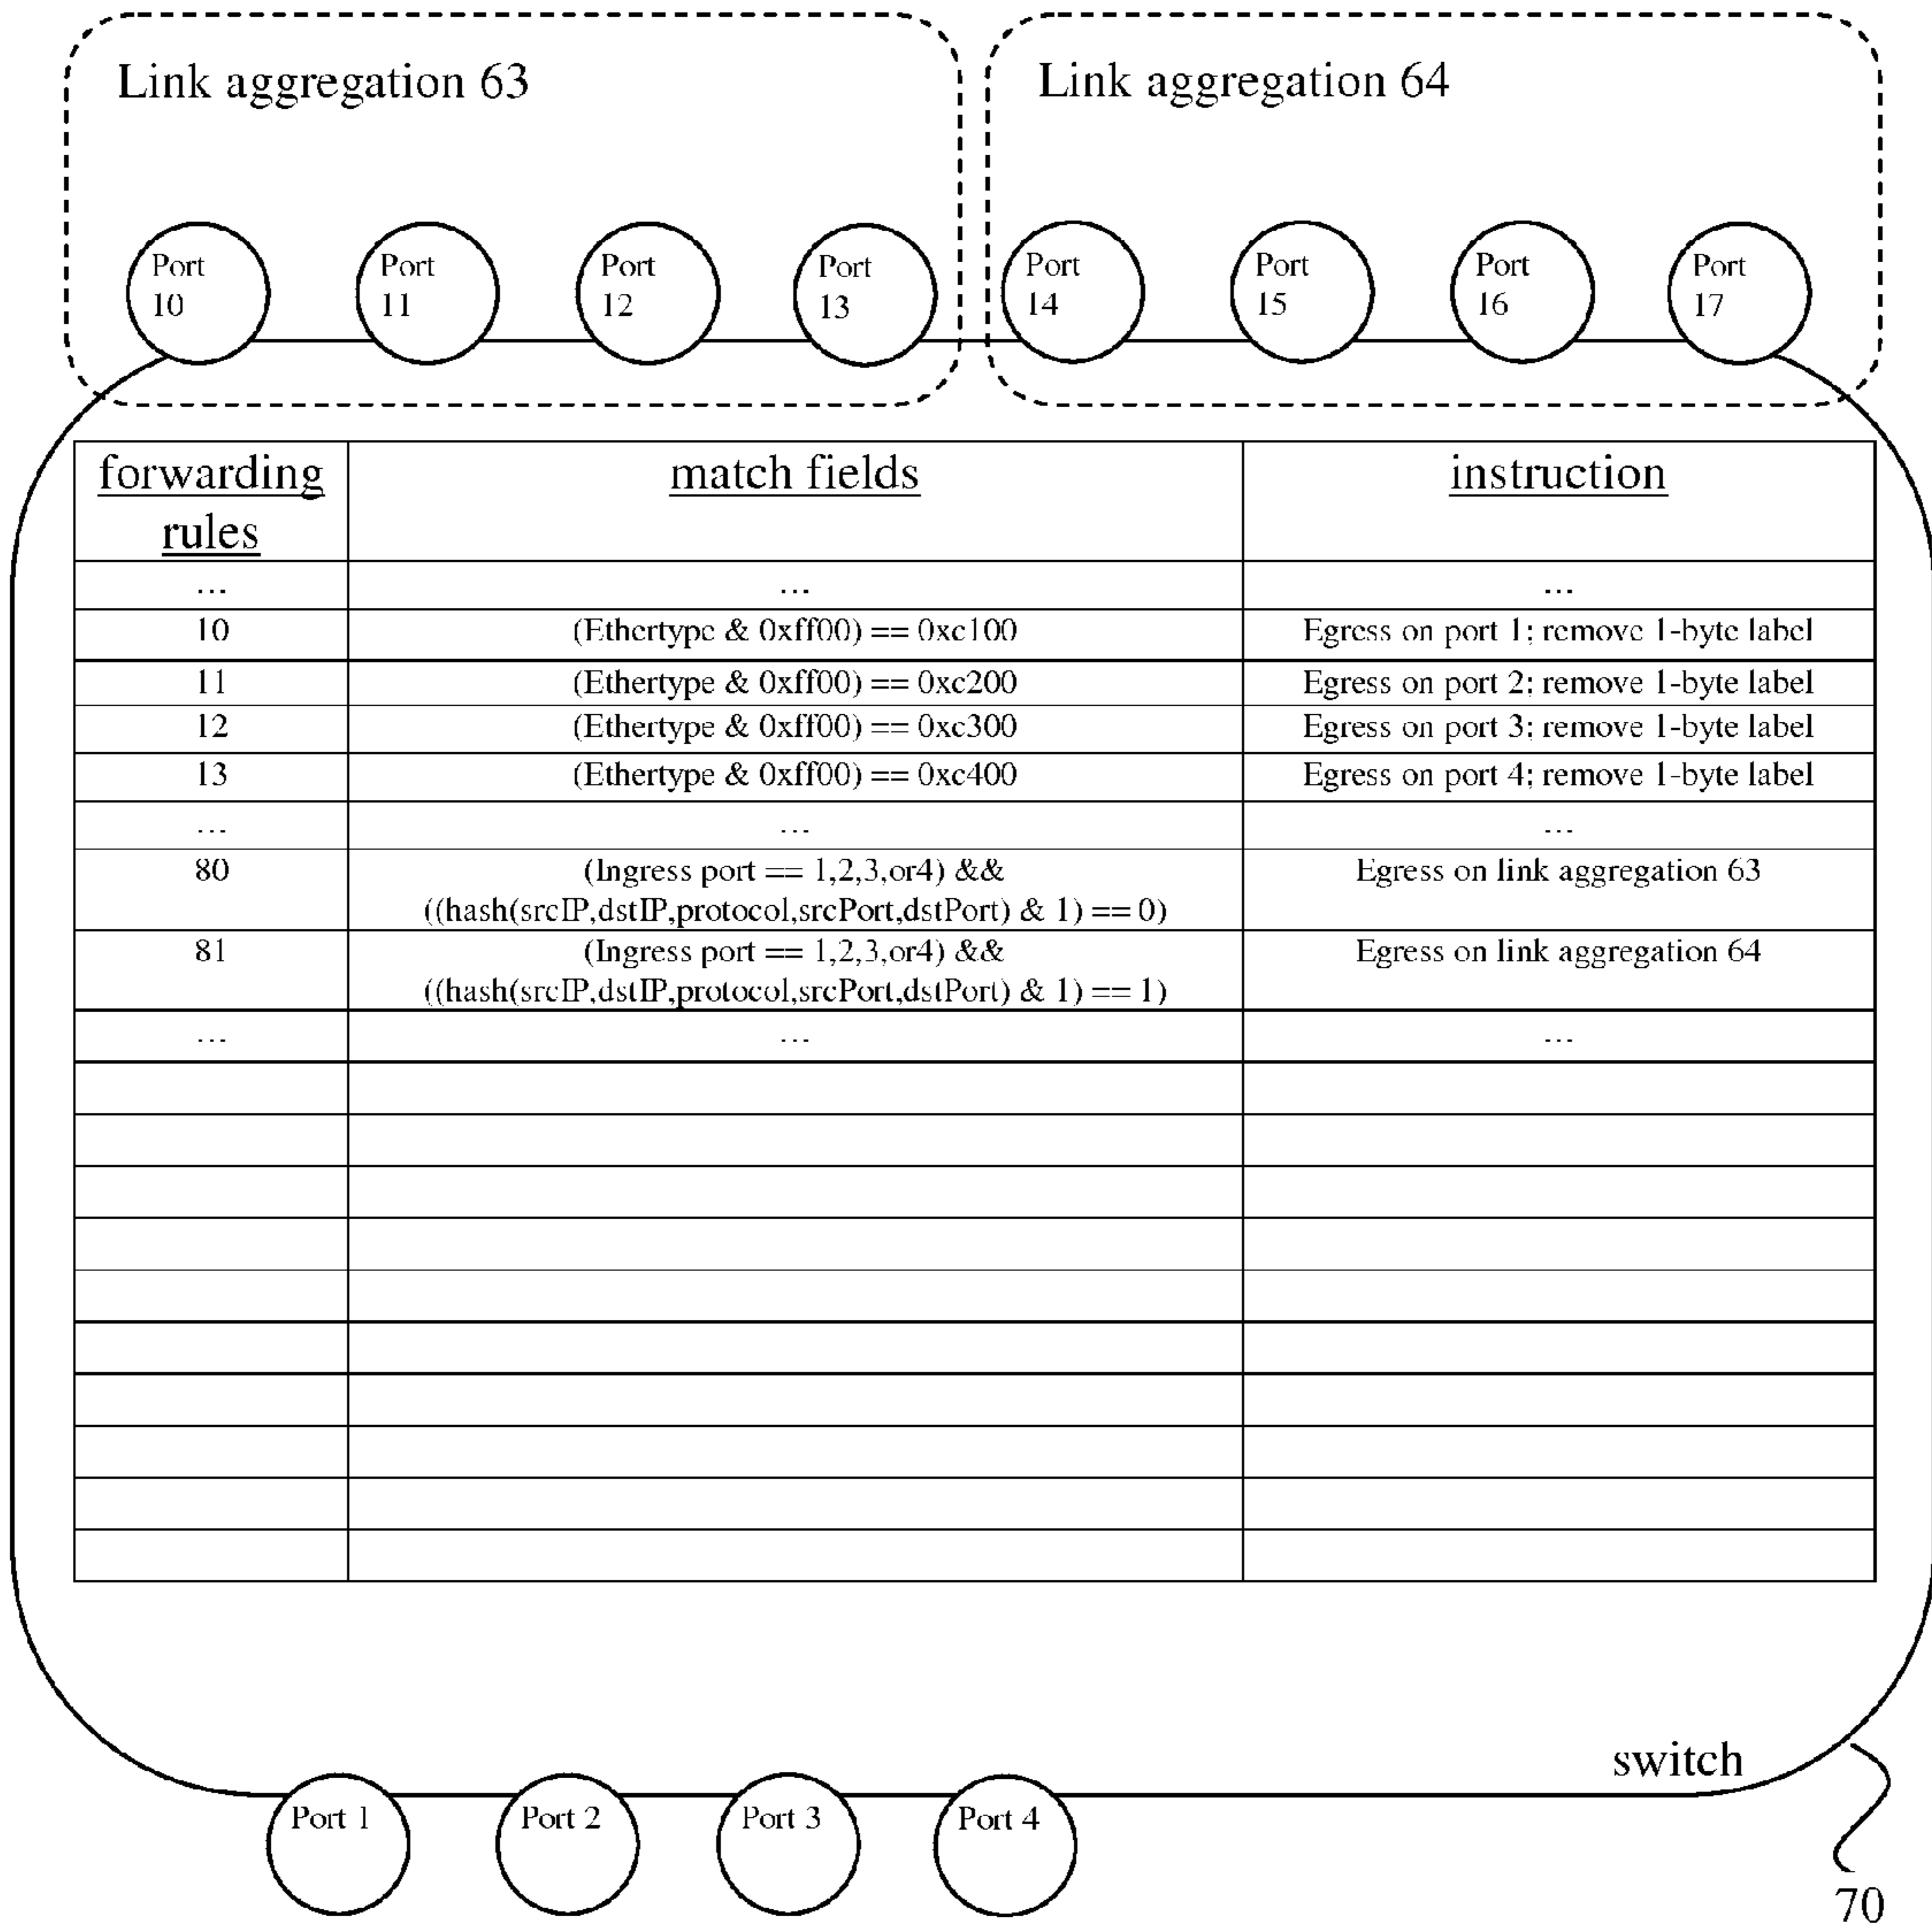 Link aggregation 63
Link aggregation 64
Port
10
Port
11
Port
12
Port
13
Port
14
Port
15
Port
16
Port
17
forwarding
rules
match fields
instruction
... ... ...
10 (Ethertype & 0xff00) == 0xc100 Egress on port 1; remove 1-byte label
11 (Ethertype & 0xff00) == 0xc200 Egress on port 2; remove 1-byte label
12 (Ethertype & 0xff00) == 0xc300 Egress on port 3; remove 1-byte label
13 (Ethertype & 0xff00) == 0xc400 Egress on port 4; remove 1-byte label
... ... ...
80 (Ingress port == 1,2,3,or4) && Egress on link aggregation 63
((hash(srcIP,dstIP,protocol,srcPort,dstPort) & 1) == 0)
81 (Ingress port == 1,2,3,or4) && Egress on link aggregation 64
((hash(srcIP,dstIP,protocol,srcPort,dstPort) & 1) == 1)
... ... ...
switch
Port 1
Port 2
Port 3
Port 4
70